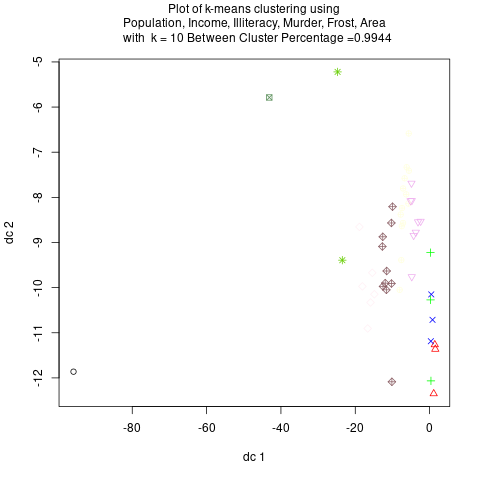 Plot of k-means clustering using
Population, Income, Illiteracy, Murder, Frost, Area
with  k = 10 Between Cluster Percentage =0.9944
-5
-6
-7
-8
-9
-10
-11
-12
dc 2
-80
-60
-40
-20
0
dc 1